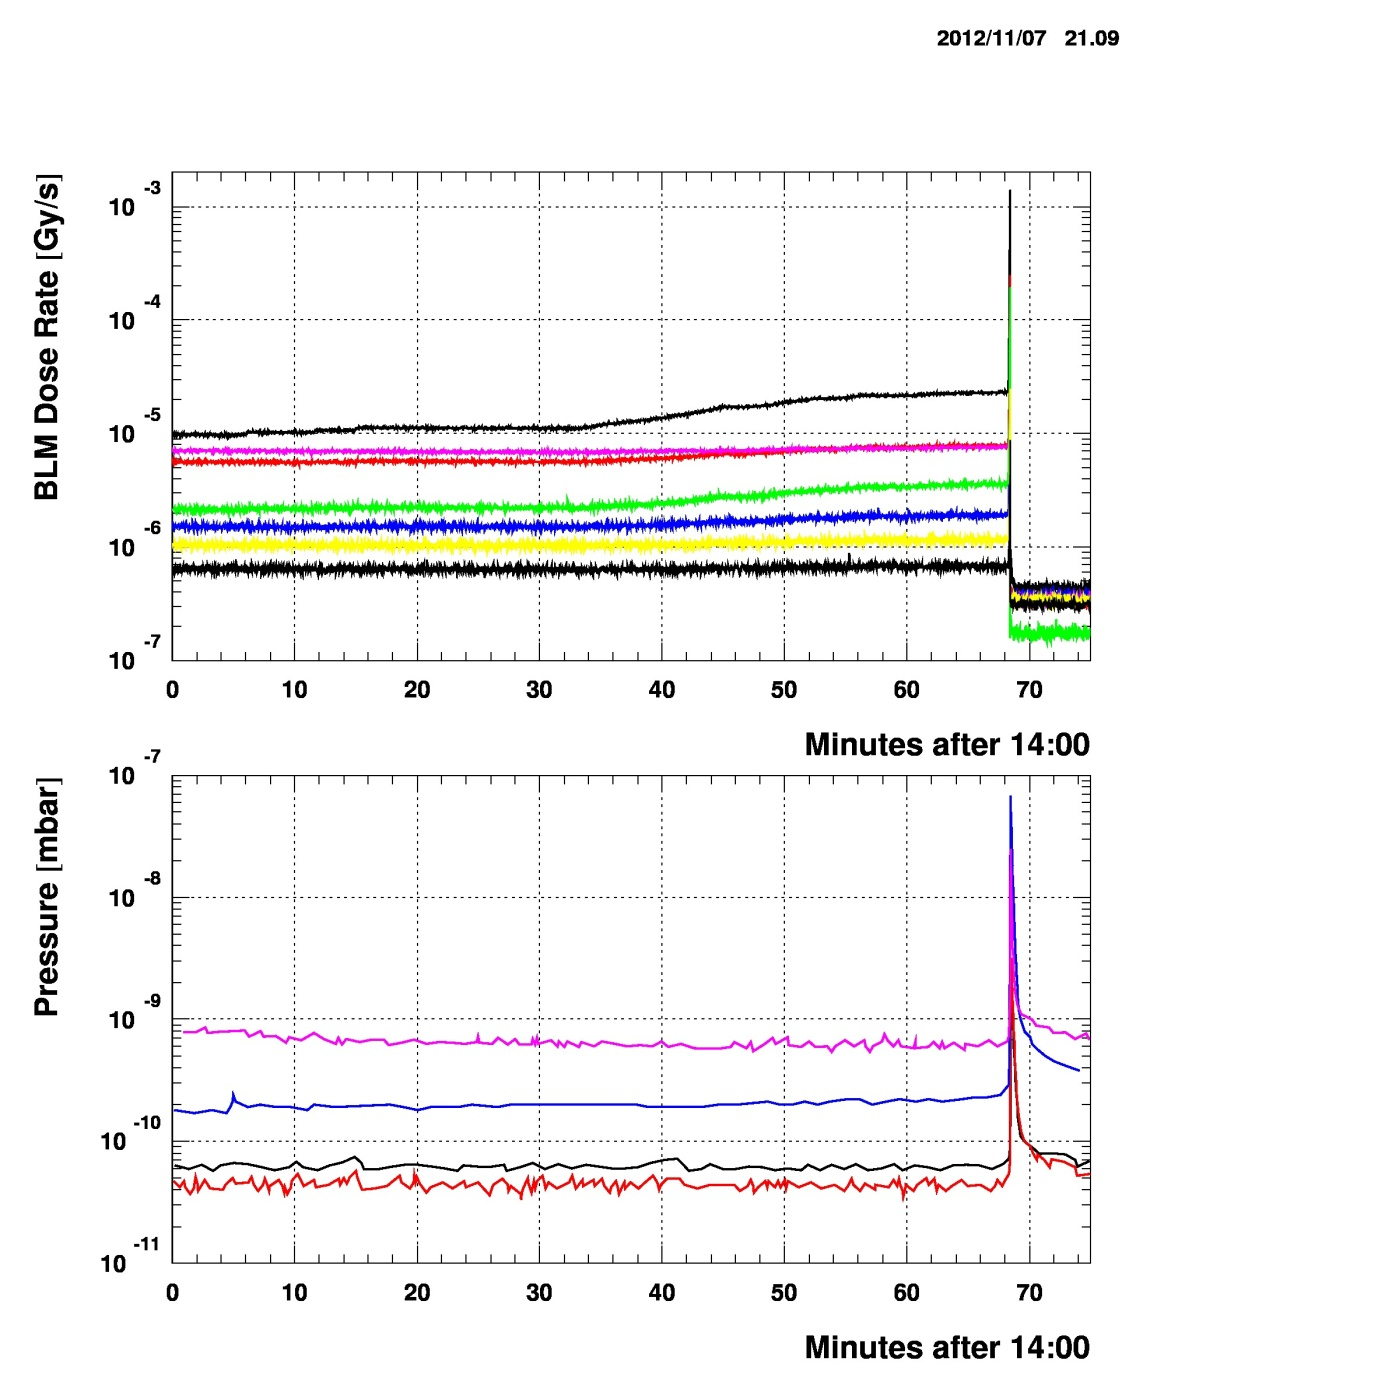 2012/11/07 21.09
BLM Dose Rate [Gy/s]
10 -3
10 -4
10 -5
10 -6
10 -7
0 10 20 30 40 50 60 70
Minutes after 14:00
Pressure [mbar]
10 -7
10 -8
10 -9
10 -10
10 -11
0 10 20 30 40 50 60 70
Minutes after 14:00